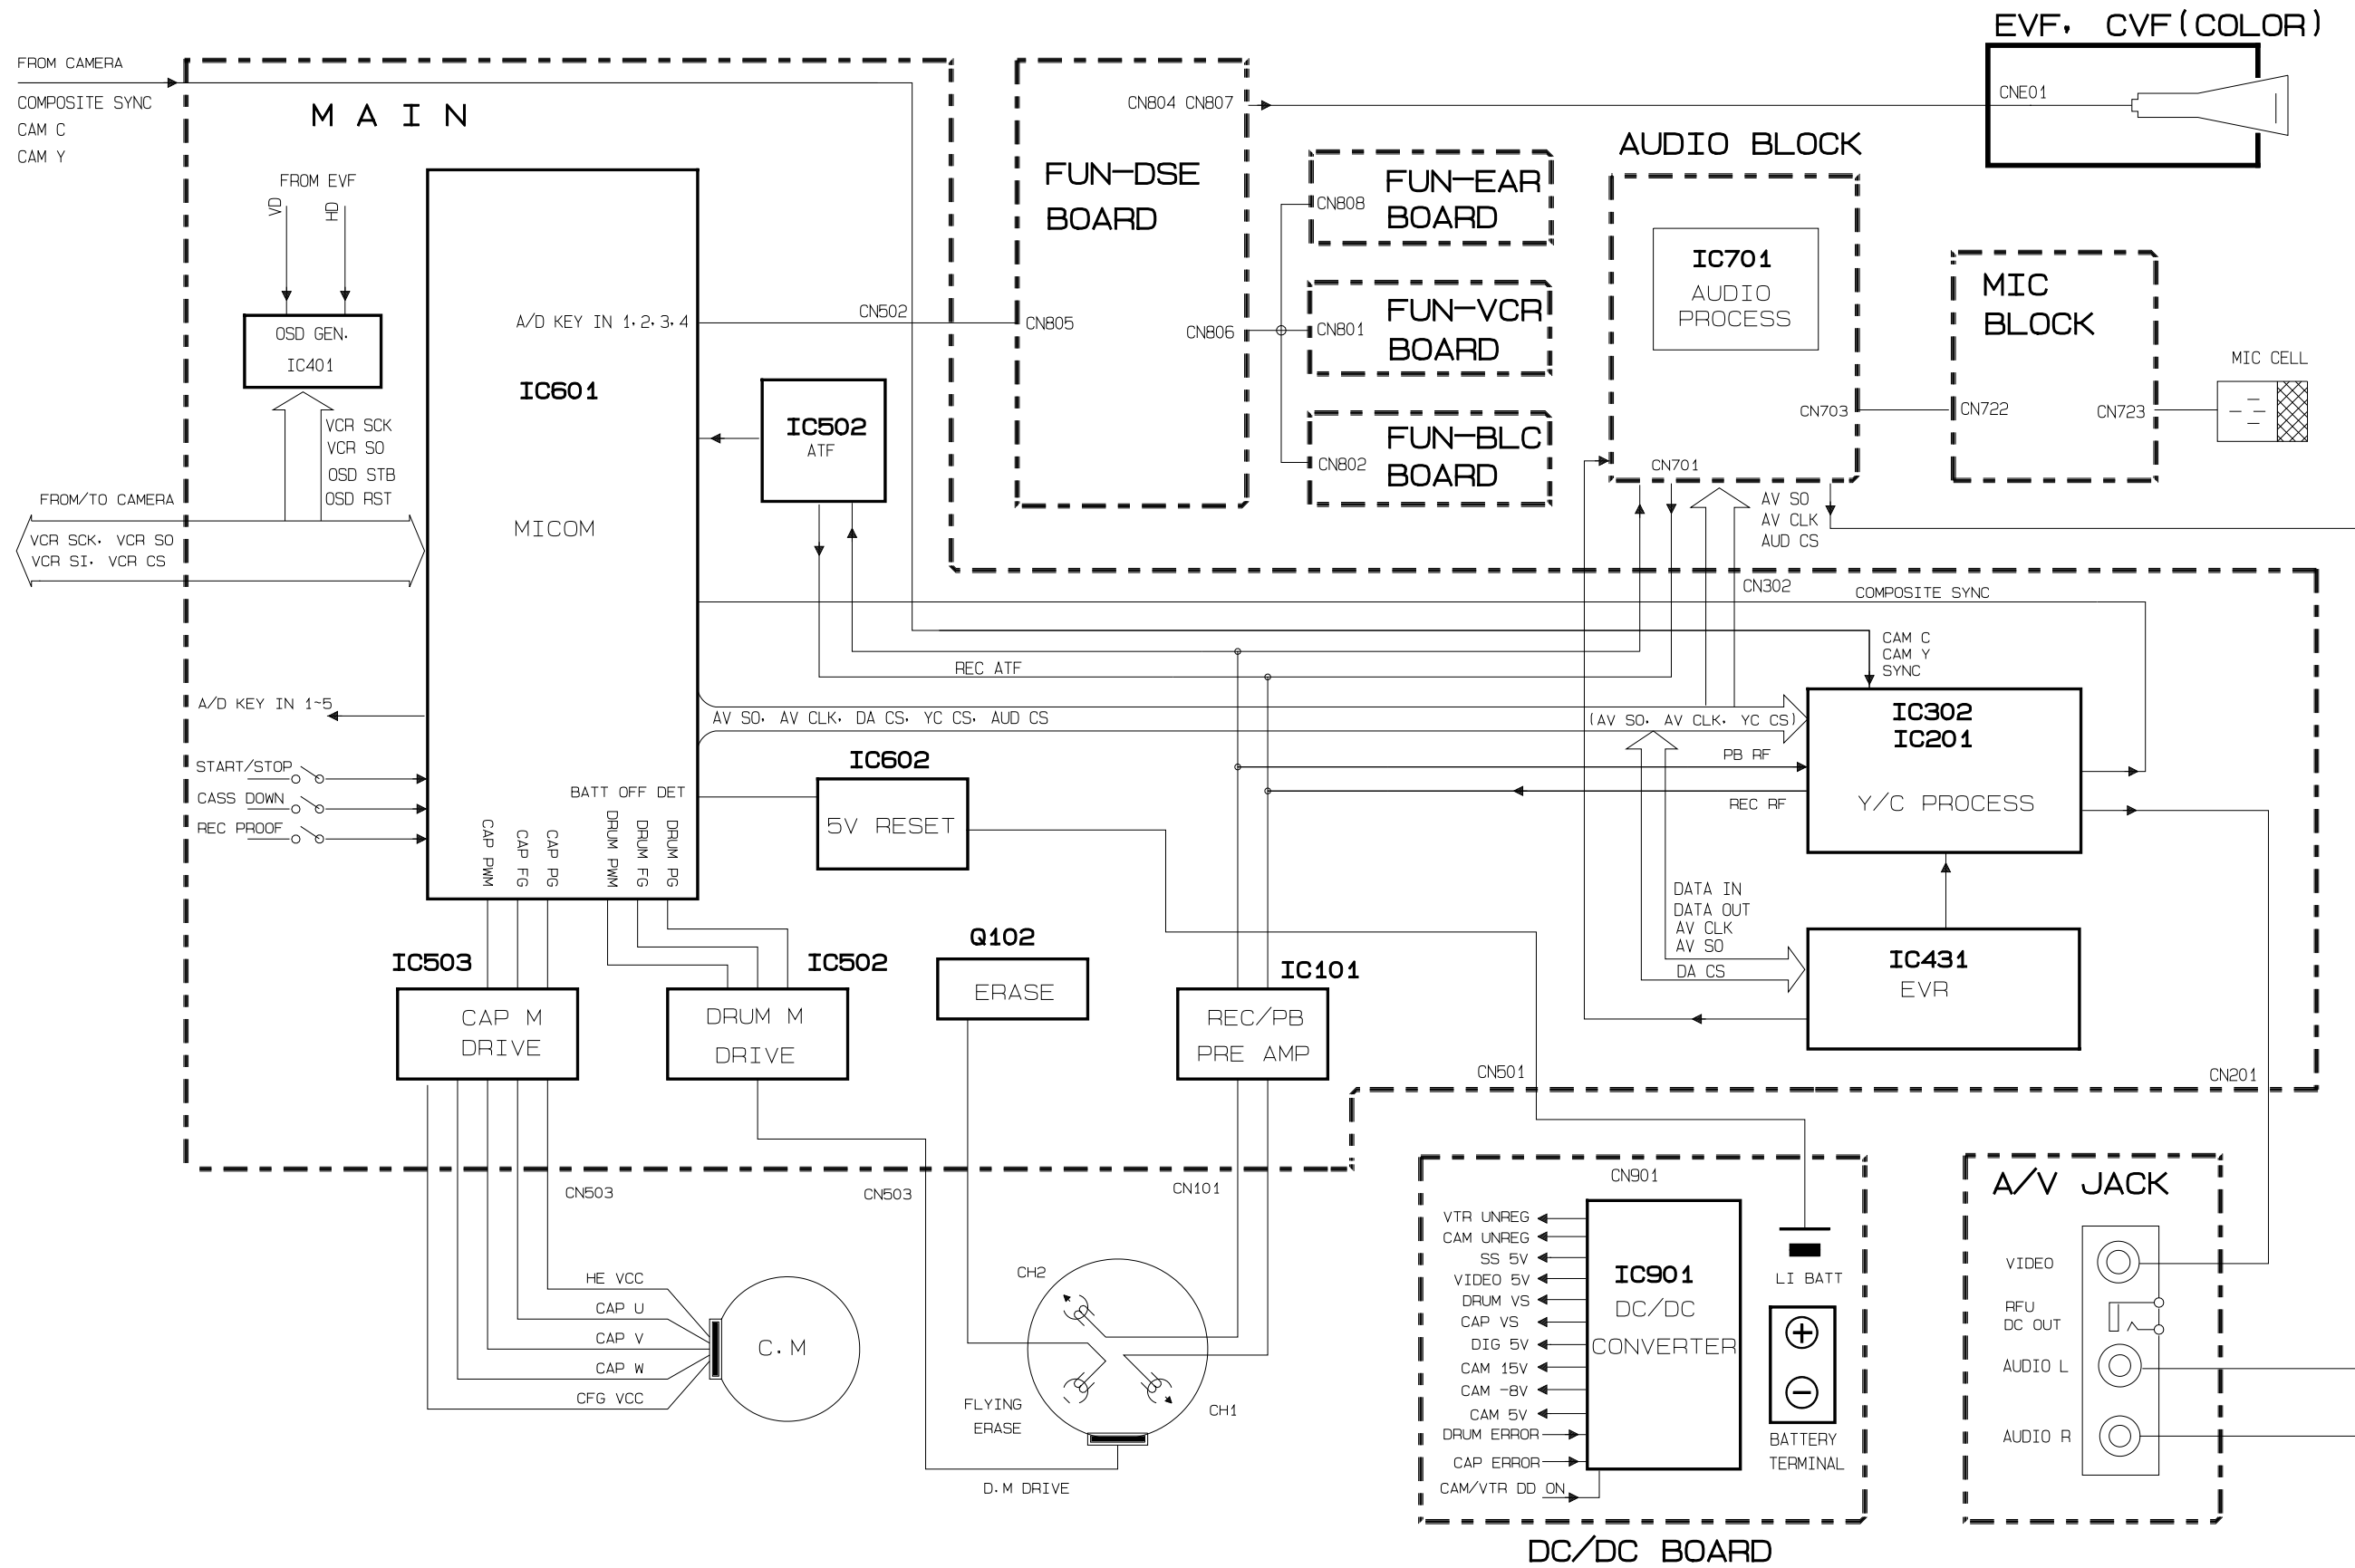 EVF, CVF(COLOR)
CNE01
FROM CAMERA
COMPOSITE SYNC
CAM C
CAM Y
MAIN
FROM EVF
VD
HD
OSD GEN.
IC401
VCR SCK
VCR SO
OSD STB
OSD RST
FROM/TO CAMERA
VCR SCK, VCR SO
VCR SI, VCR CS
A/D KEY IN 1~5
START/STOP
CASS DOWN
REC PROOF
A/D KEY IN 1,2,3,4
IC601
MICOM
BATT OFF DET
CAP PWM
CAP FG
CAP PG
DRUM PWM
DRUM FG
DRUM PG
CN502
IC502
ATF
CN804 CN807
FUN-DSE
BOARD
CN805
CN806
CN808
FUN-EAR
BOARD
CN801
FUN-VCR
BOARD
CN802
FUN-BLC
BOARD
AUDIO BLOCK
IC701
AUDIO
PROCESS
CN703
CN701
MIC
BLOCK
CN722
CN723
MIC CELL
AV SO
AV CLK
AUD CS
CN302
COMPOSITE SYNC
CAM C
CAM Y
SYNC
REC ATF
AV SO, AV CLK, DA CS, YC CS, AUD CS
(AV SO, AV CLK, YC CS)
IC302
IC201
Y/C PROCESS
PB RF
REC RF
IC602
5V RESET
DATA IN
DATA OUT
AV CLK
AV SO
DA CS
IC431
EVR
IC503
CAP M
DRIVE
IC502
DRUM M
DRIVE
Q102
ERASE
IC101
REC/PB
PRE AMP
CN501
CN201
CN503
CN503
CN101
HE VCC
CAP U
CAP V
CAP W
CFG VCC
C.M
CH2
CH1
FLYING
ERASE
D.M DRIVE
CN901
VTR UNREG
CAM UNREG
SS 5V
VIDEO 5V
DRUM VS
CAP VS
DIG 5V
CAM 15V
CAM -8V
CAM 5V
DRUM ERROR
CAP ERROR
CAM/VTR DD ON
IC901
DC/DC
CONVERTER
LI BATT
+
−
BATTERY
TERMINAL
DC/DC BOARD
A/V JACK
VIDEO
RFU
DC OUT
AUDIO L
AUDIO R